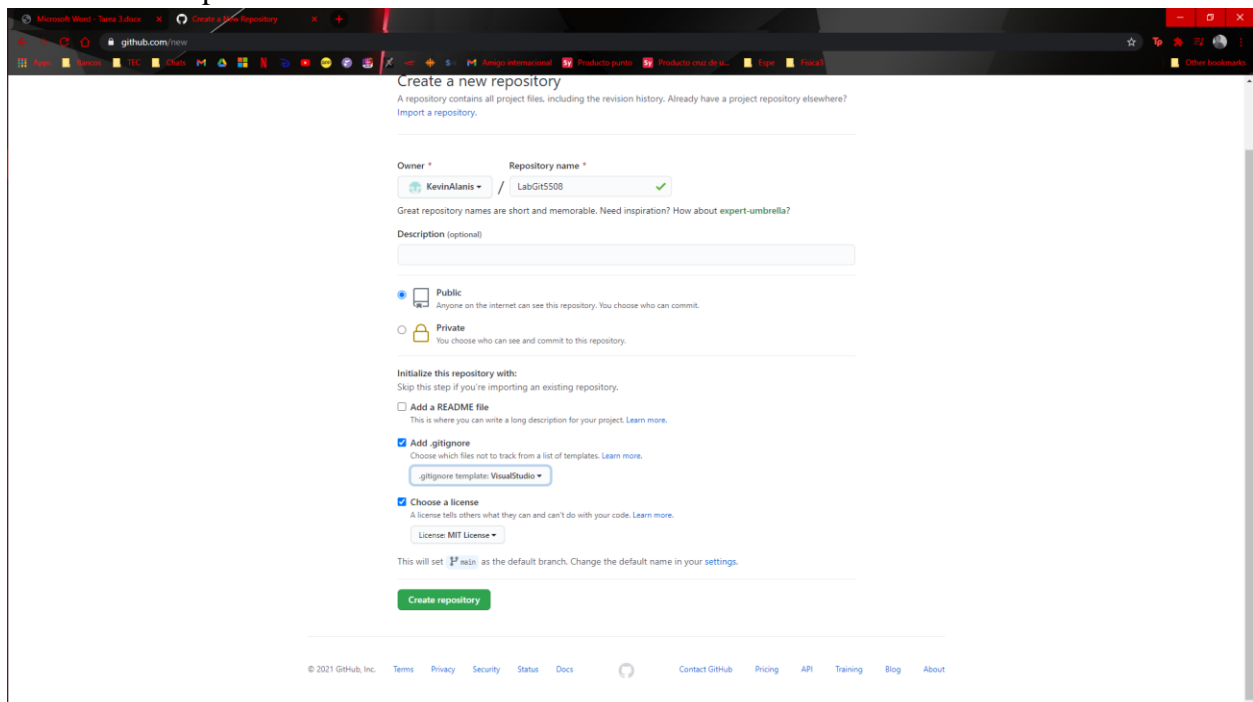 Microsoft Word - Tarea 3.docx
Create a New Repository
github.com/new
Apps
Bancos
TEC
Chats
Amigo internacional
Producto punto
Producto cruz de u...
Espe
Fisica3
Other bookmarks
Create a new repository
A repository contains all project files, including the revision history. Already have a project repository elsewhere?
Import a repository.
Owner *
Repository name *
KevinAlanis
/
LabGit5508
Great repository names are short and memorable. Need inspiration? How about expert-umbrella?
Description (optional)
Public
Anyone on the internet can see this repository. You choose who can commit.
Private
You choose who can see and commit to this repository.
Initialize this repository with:
Skip this step if you're importing an existing repository.
Add a README file
This is where you can write a long description for your project. Learn more.
Add .gitignore
Choose which files not to track from a list of templates. Learn more.
.gitignore template: VisualStudio
Choose a license
A license tells others what they can and can't do with your code. Learn more.
License: MIT License
This will set main as the default branch. Change the default name in your settings.
Create repository
© 2021 GitHub, Inc.
Terms
Privacy
Security
Status
Docs
Contact GitHub
Pricing
API
Training
Blog
About